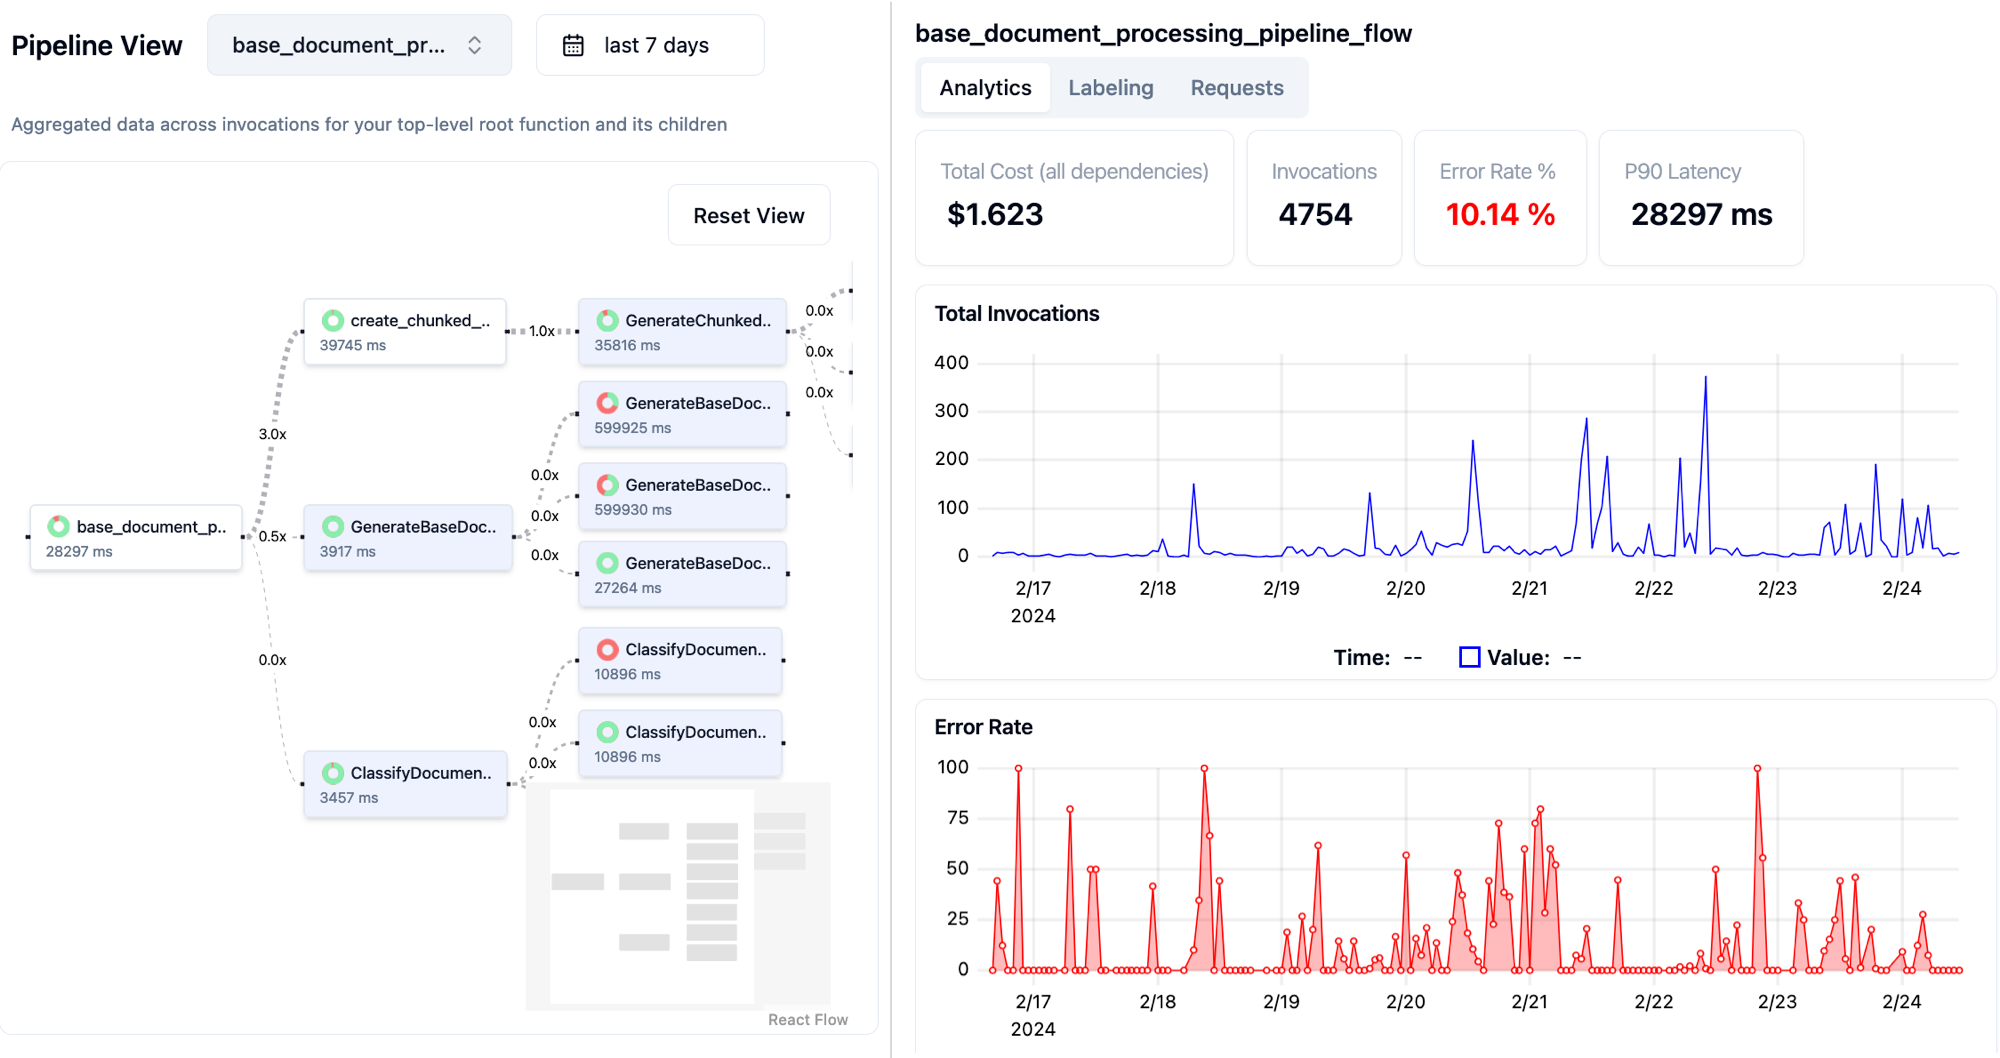 Pipeline View
base_document_pr...
last 7 days
Aggregated data across invocations for your top-level root function and its children
Reset View
create_chunked_..
39745 ms
1.0x
GenerateChunked..
35816 ms
0.0x
0.0x
0.0x
GenerateBaseDoc..
599925 ms
3.0x
0.0x
GenerateBaseDoc..
599930 ms
0.0x
base_document_p..
28297 ms
0.5x
GenerateBaseDoc..
3917 ms
0.0x
GenerateBaseDoc..
27264 ms
0.0x
ClassifyDocumen..
10896 ms
0.0x
ClassifyDocumen..
10896 ms
0.0x
ClassifyDocumen..
3457 ms
React Flow
base_document_processing_pipeline_flow
Analytics
Labeling
Requests
Total Cost (all dependencies)
$1.623
Invocations
4754
Error Rate %
10.14 %
P90 Latency
28297 ms
Total Invocations
400
300
200
100
0
2/17
2024
2/18
2/19
2/20
2/21
2/22
2/23
2/24
Time: --
Value: --
Error Rate
100
75
50
25
0
2/17
2024
2/18
2/19
2/20
2/21
2/22
2/23
2/24